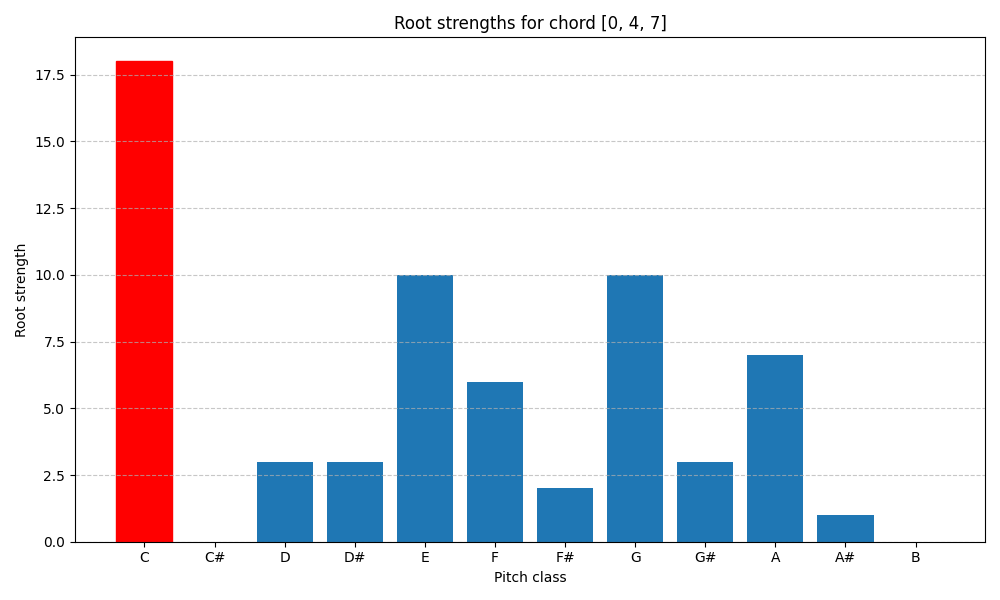 Root strengths for chord [0, 4, 7]
17.5
15.0
12.5
10.0
7.5
5.0
2.5
0.0
Root strength
C C# D D# E F F# G G# A A# B
Pitch class